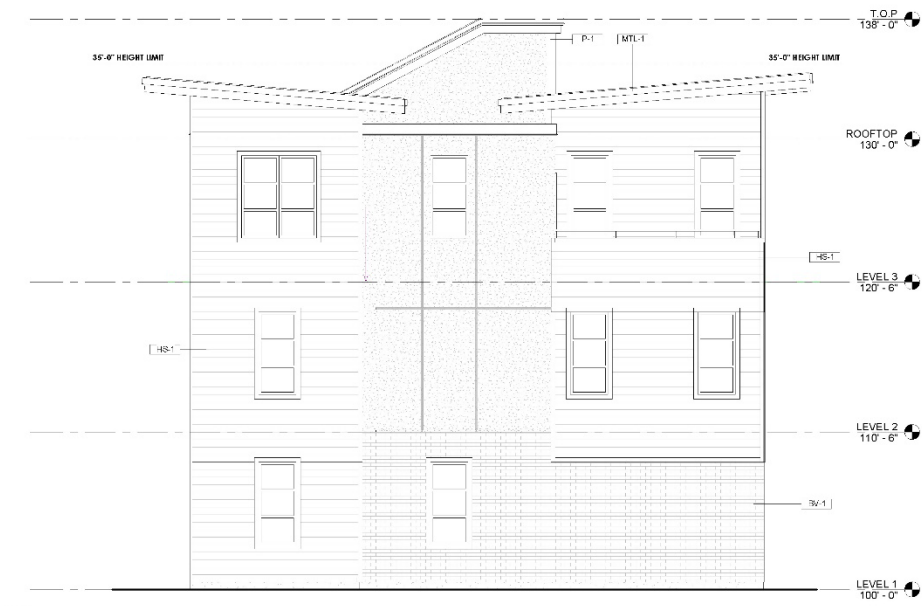 T.O.P
138' - 0"
P-1
MTL-1
35'-0" HEIGHT LIMIT
35'-0" HEIGHT LIMIT
ROOFTOP
130' - 0"
HS-1
LEVEL 3
120' - 6"
HS-1
LEVEL 2
110' - 6"
BV-1
LEVEL 1
100' - 0"